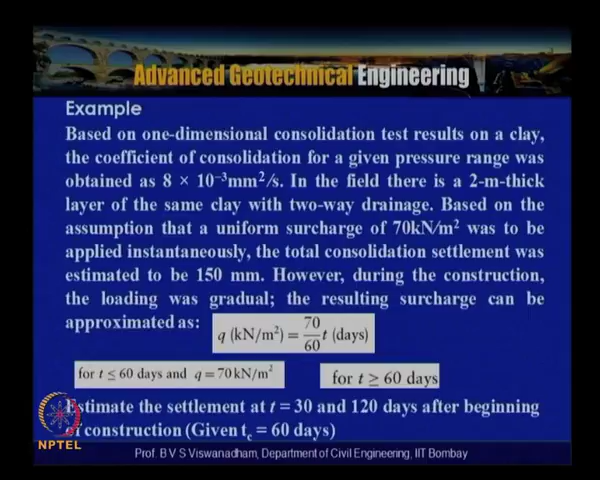 Advanced Geotechnical Engineering
Example
Based on one-dimensional consolidation test results on a clay,
the coefficient of consolidation for a given pressure range was
obtained as 8 × 10⁻³mm²/s. In the field there is a 2-m-thick
layer of the same clay with two-way drainage. Based on the
assumption that a uniform surcharge of 70kN/m² was to be
applied instantaneously, the total consolidation settlement was
estimated to be 150 mm. However, during the construction,
the loading was gradual; the resulting surcharge can be
approximated as: q (kN/m²) = 70/60 t (days)
for t ≤ 60 days and q = 70 kN/m² for t ≥ 60 days
Estimate the settlement at t = 30 and 120 days after beginning
of construction (Given t_c = 60 days)
NPTEL
Prof. B V S Viswanadham, Department of Civil Engineering, IIT Bombay